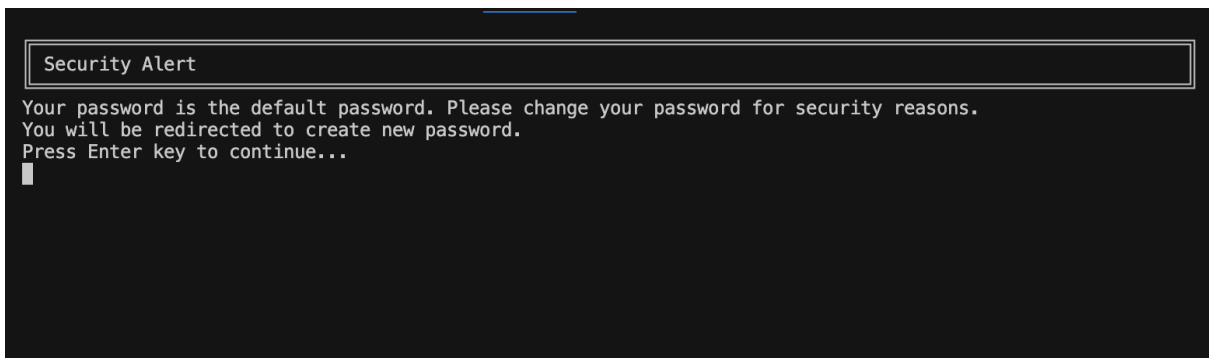 Security Alert
Your password is the default password. Please change your password for security reasons.
You will be redirected to create new password.
Press Enter key to continue...